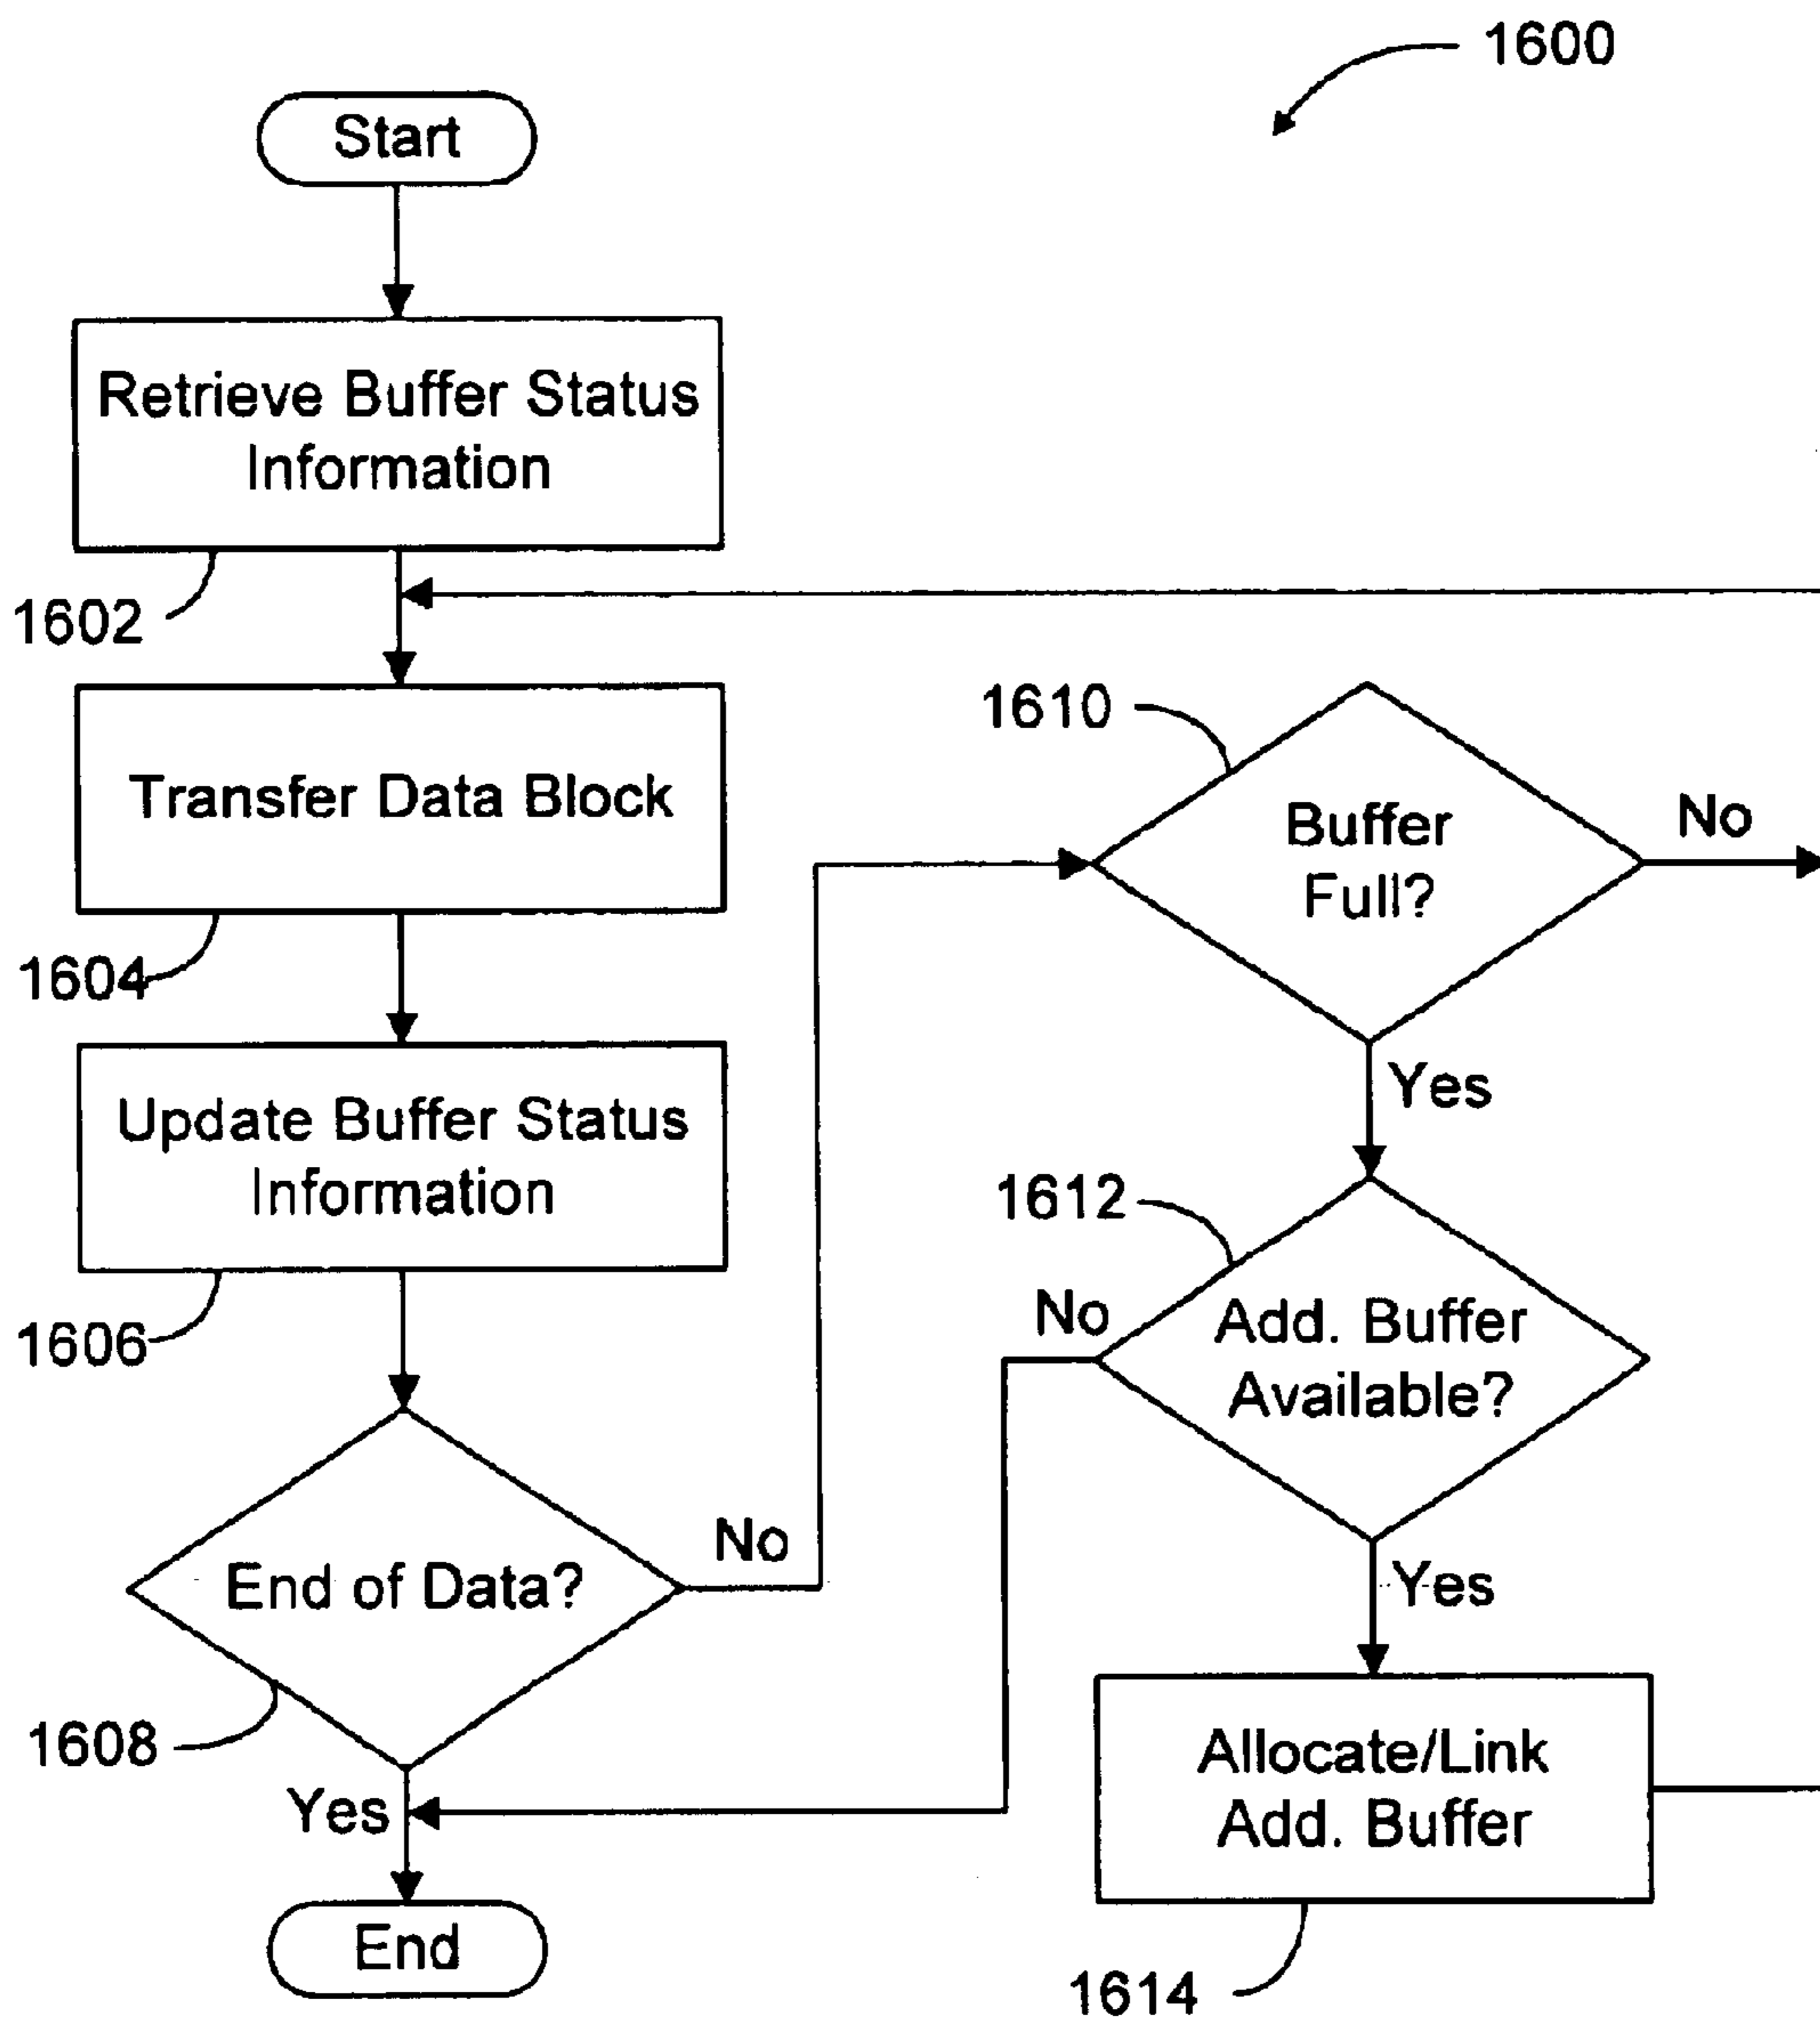 1600
Start
Retrieve Buffer Status
Information
1602
Transfer Data Block
1604
Update Buffer Status
Information
1606
End of Data?
No
1608
Yes
End
1610
Buffer
Full?
No
Yes
1612
No
Add. Buffer
Available?
Yes
Allocate/Link
Add. Buffer
1614